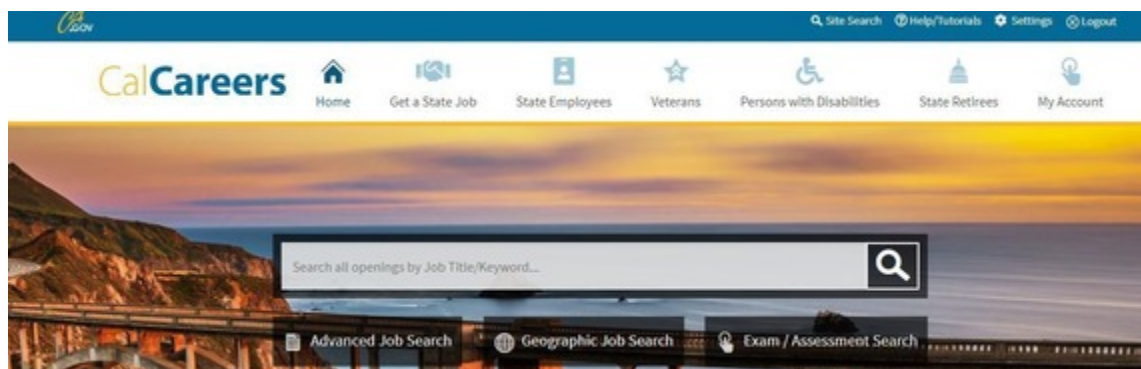 CA.GOV
Site Search Help/Tutorials Settings Logout
CalCareers
Home Get a State Job State Employees Veterans Persons with Disabilities State Retirees My Account
Search all openings by Job Title/Keyword...
Advanced Job Search Geographic Job Search Exam / Assessment Search